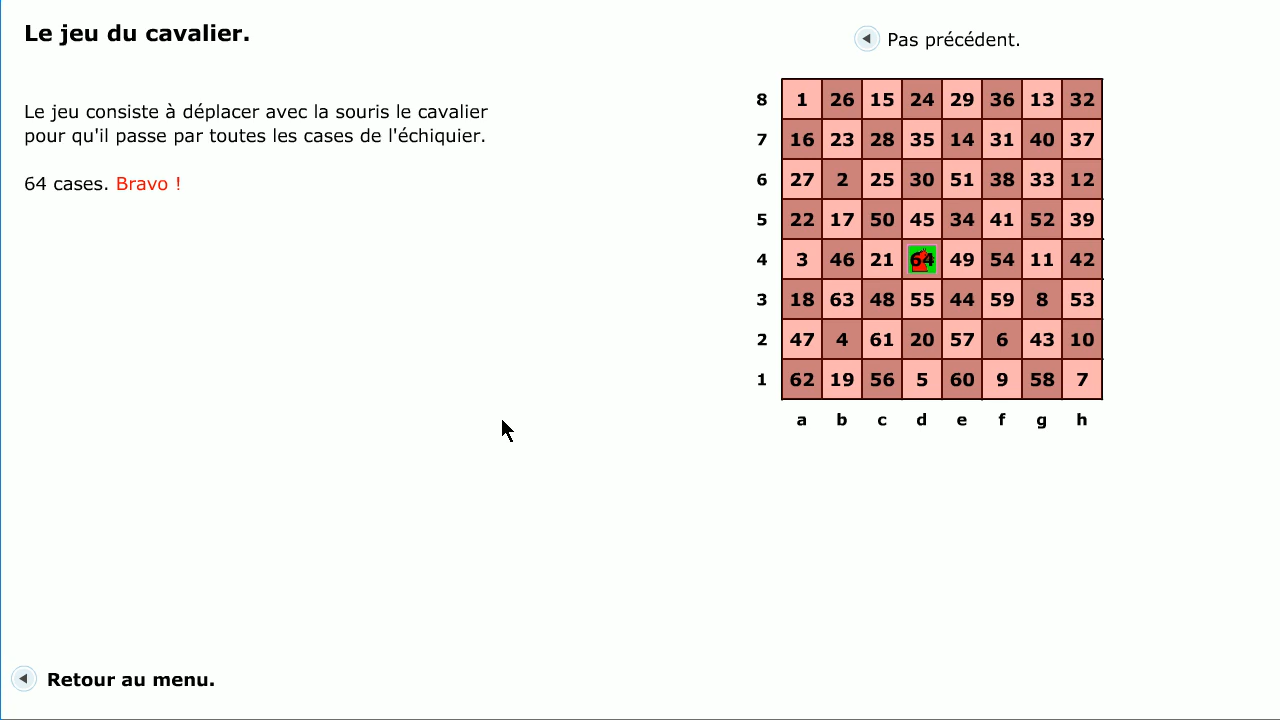 Le jeu du cavalier.
Pas précédent.
Le jeu consiste à déplacer avec la souris le cavalier
pour qu'il passe par toutes les cases de l'échiquier.
64 cases. Bravo !
8 1 26 15 24 29 36 13 32
7 16 23 28 35 14 31 40 37
6 27 2 25 30 51 38 33 12
5 22 17 50 45 34 41 52 39
4 3 46 21 64 49 54 11 42
3 18 63 48 55 44 59 8 53
2 47 4 61 20 57 6 43 10
1 62 19 56 5 60 9 58 7
a b c d e f g h
Retour au menu.